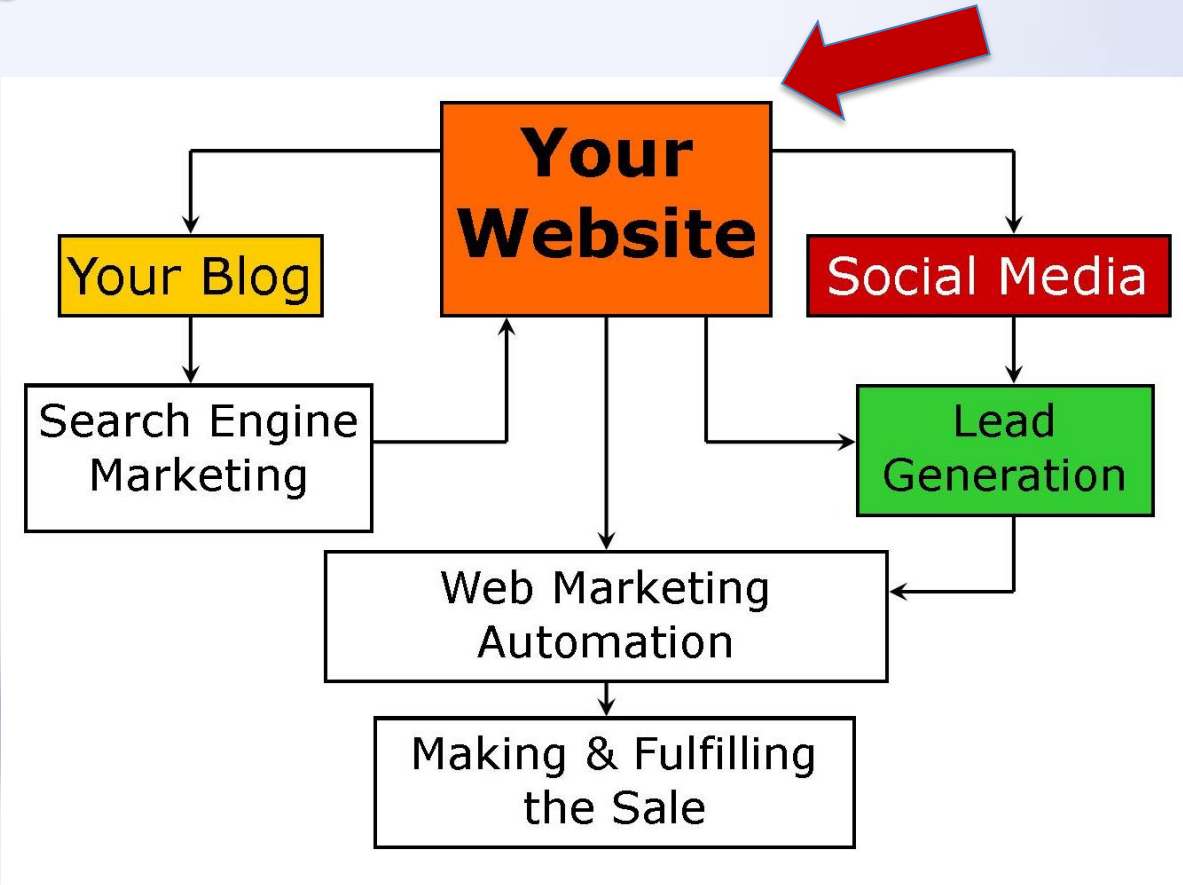 Your
Website
Your Blog
Social Media
Search Engine
Marketing
Lead
Generation
Web Marketing
Automation
Making & Fulfilling
the Sale